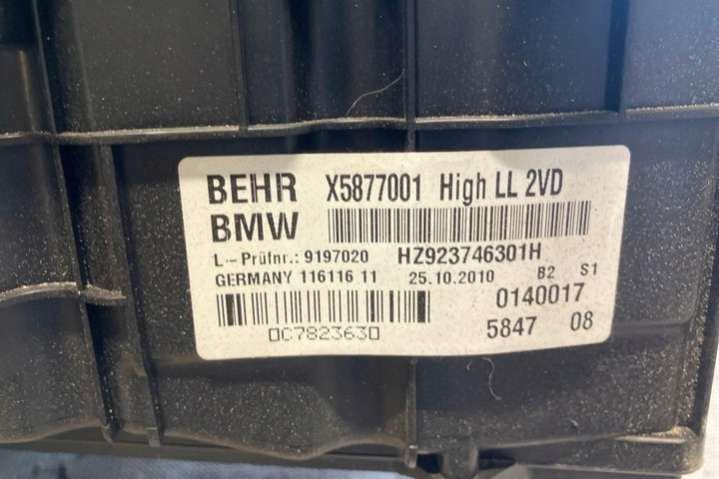 BEHR X5877001 High LL 2VD
BMW
L-Prüfnr.: 9197020 HZ923746301H
GERMANY 116116 11 25.10.2010 B2 S1
0140017
0C7823630 5847 08